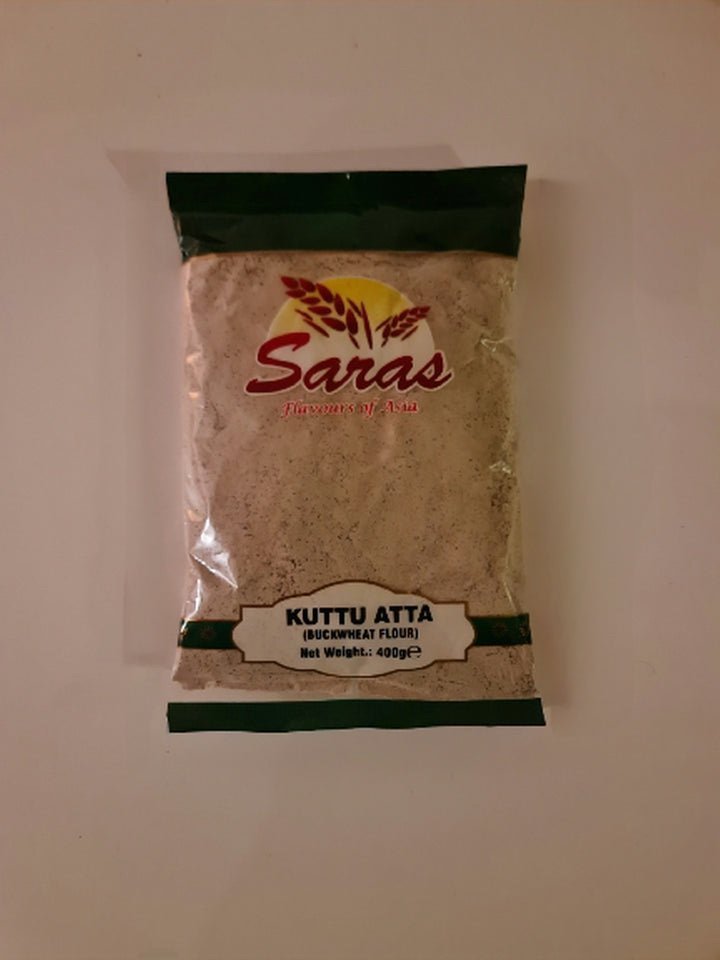 Saras
Flavours of Asia
KUTTU ATTA
(BUCKWHEAT FLOUR)
Net Weight.: 400g℮